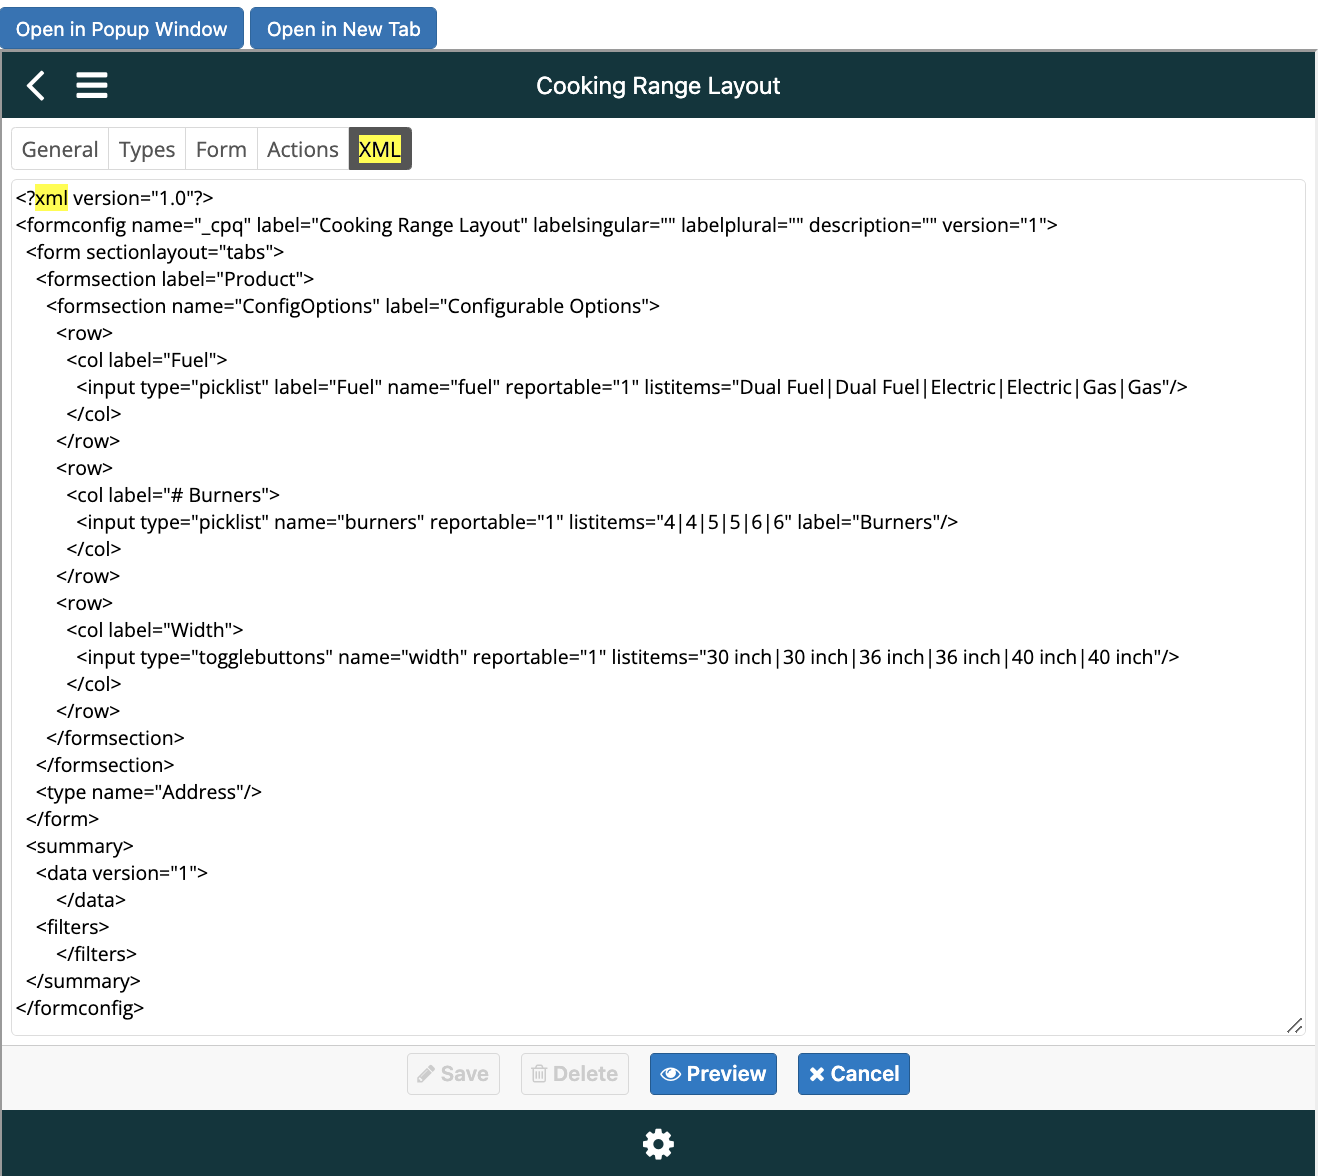 Open in Popup Window Open in New Tab
Cooking Range Layout
General Types Form Actions XML
<?xml version="1.0"?>
<formconfig name="_cpq" label="Cooking Range Layout" labelsingular="" labelplural="" description="" version="1">
  <form sectionlayout="tabs">
    <formsection label="Product">
      <formsection name="ConfigOptions" label="Configurable Options">
        <row>
          <col label="Fuel">
            <input type="picklist" label="Fuel" name="fuel" reportable="1" listitems="Dual Fuel|Dual Fuel|Electric|Electric|Gas|Gas"/>
          </col>
        </row>
        <row>
          <col label="# Burners">
            <input type="picklist" name="burners" reportable="1" listitems="4|4|5|5|6|6" label="Burners"/>
          </col>
        </row>
        <row>
          <col label="Width">
            <input type="togglebuttons" name="width" reportable="1" listitems="30 inch|30 inch|36 inch|36 inch|40 inch|40 inch"/>
          </col>
        </row>
      </formsection>
    </formsection>
    <type name="Address"/>
  </form>
  <summary>
    <data version="1">
        </data>
    <filters>
        </filters>
  </summary>
</formconfig>
Save Delete Preview Cancel